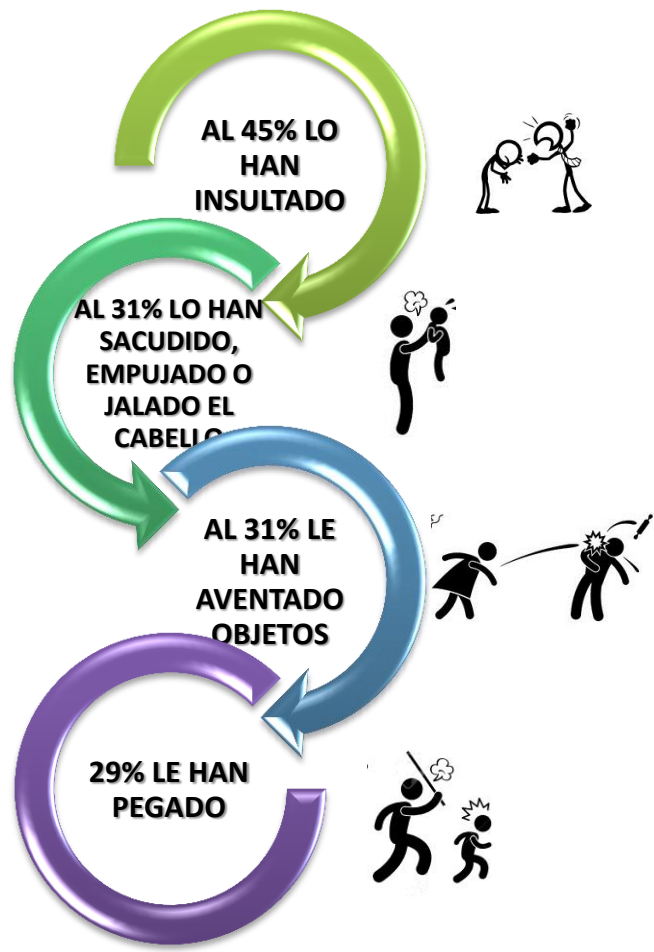 AL 45% LO
HAN
INSULTADO
AL 31% LO HAN
SACUDIDO,
EMPUJADO O
JALADO EL
CABELLO
AL 31% LE
HAN
AVENTADO
OBJETOS
29% LE HAN
PEGADO